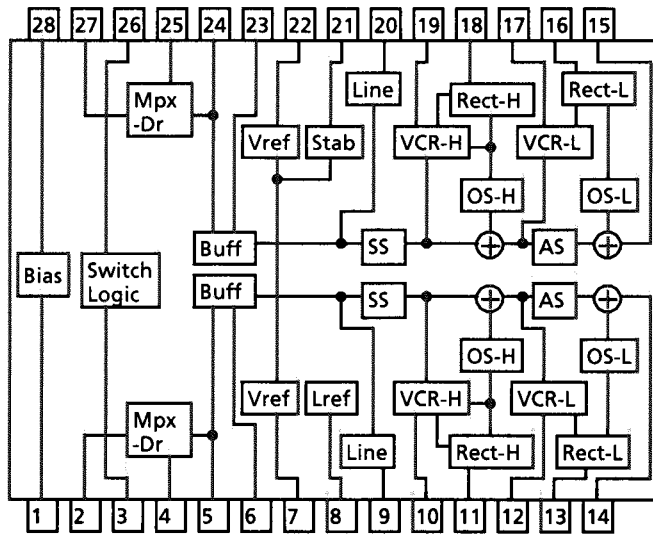 28 27 26 25 24 23 22 21 20 19 18 17 16 15
Mpx
-Dr
Line
Rect-H
Rect-L
Vref
Stab
VCR-H
VCR-L
OS-H
OS-L
Buff
SS
+
AS
+
Bias
Switch
Logic
Buff
SS
+
AS
+
OS-H
OS-L
Vref
Lref
VCR-H
VCR-L
Mpx
-Dr
Line
Rect-H
Rect-L
1 2 3 4 5 6 7 8 9 10 11 12 13 14